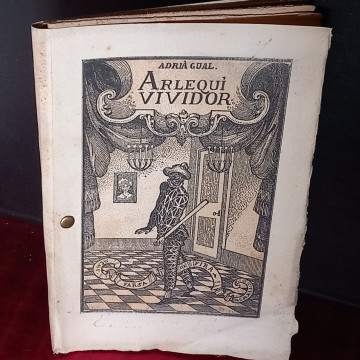 ADRIÀ GUAL.
ARLEQUI
VIVIDOR
FARSA